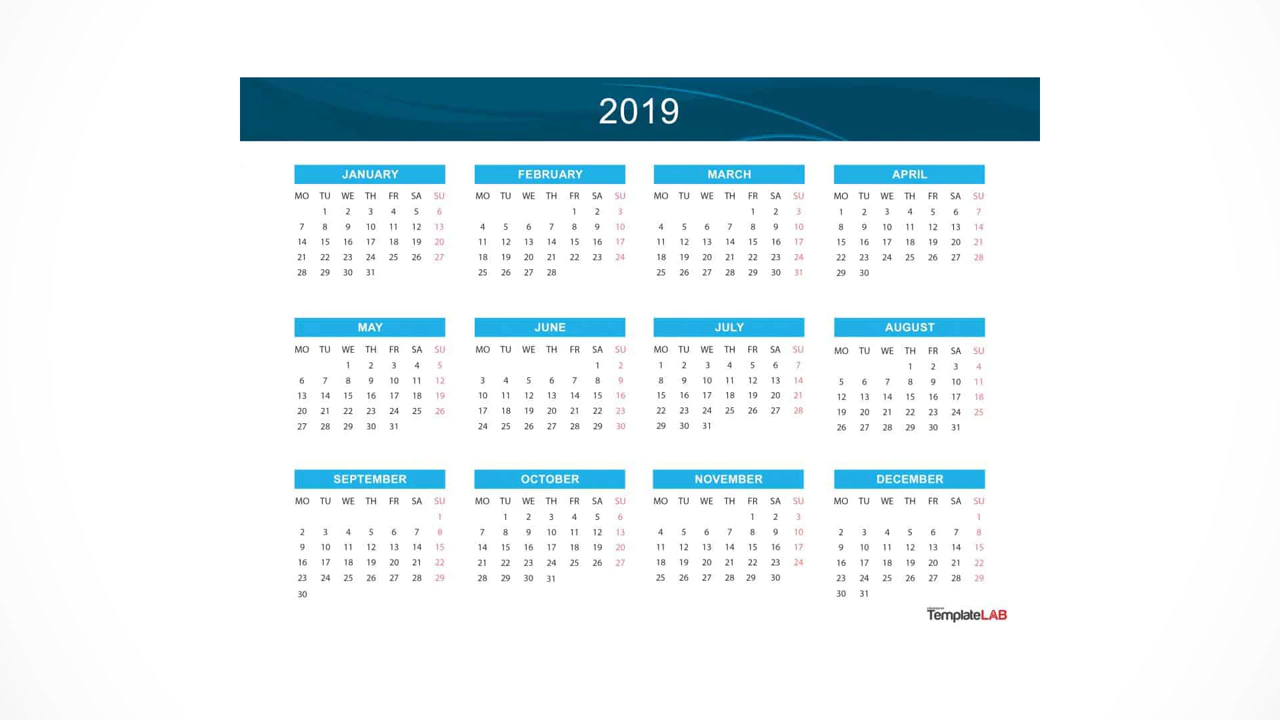 2019
JANUARY
MO TU WE TH FR SA SU
1 2 3 4 5 6
7 8 9 10 11 12 13
14 15 16 17 18 19 20
21 22 23 24 25 26 27
28 29 30 31
FEBRUARY
MO TU WE TH FR SA SU
1 2 3
4 5 6 7 8 9 10
11 12 13 14 15 16 17
18 19 20 21 22 23 24
25 26 27 28
MARCH
MO TU WE TH FR SA SU
1 2 3
4 5 6 7 8 9 10
11 12 13 14 15 16 17
18 19 20 21 22 23 24
25 26 27 28 29 30 31
APRIL
MO TU WE TH FR SA SU
1 2 3 4 5 6 7
8 9 10 11 12 13 14
15 16 17 18 19 20 21
22 23 24 25 26 27 28
29 30
MAY
MO TU WE TH FR SA SU
1 2 3 4 5
6 7 8 9 10 11 12
13 14 15 16 17 18 19
20 21 22 23 24 25 26
27 28 29 30 31
JUNE
MO TU WE TH FR SA SU
1 2
3 4 5 6 7 8 9
10 11 12 13 14 15 16
17 18 19 20 21 22 23
24 25 26 27 28 29 30
JULY
MO TU WE TH FR SA SU
1 2 3 4 5 6 7
8 9 10 11 12 13 14
15 16 17 18 19 20 21
22 23 24 25 26 27 28
29 30 31
AUGUST
MO TU WE TH FR SA SU
1 2 3 4
5 6 7 8 9 10 11
12 13 14 15 16 17 18
19 20 21 22 23 24 25
26 27 28 29 30 31
SEPTEMBER
MO TU WE TH FR SA SU
1
2 3 4 5 6 7 8
9 10 11 12 13 14 15
16 17 18 19 20 21 22
23 24 25 26 27 28 29
30
OCTOBER
MO TU WE TH FR SA SU
1 2 3 4 5 6
7 8 9 10 11 12 13
14 15 16 17 18 19 20
21 22 23 24 25 26 27
28 29 30 31
NOVEMBER
MO TU WE TH FR SA SU
1 2 3
4 5 6 7 8 9 10
11 12 13 14 15 16 17
18 19 20 21 22 23 24
25 26 27 28 29 30
DECEMBER
MO TU WE TH FR SA SU
1
2 3 4 5 6 7 8
9 10 11 12 13 14 15
16 17 18 19 20 21 22
23 24 25 26 27 28 29
30 31
TemplateLAB